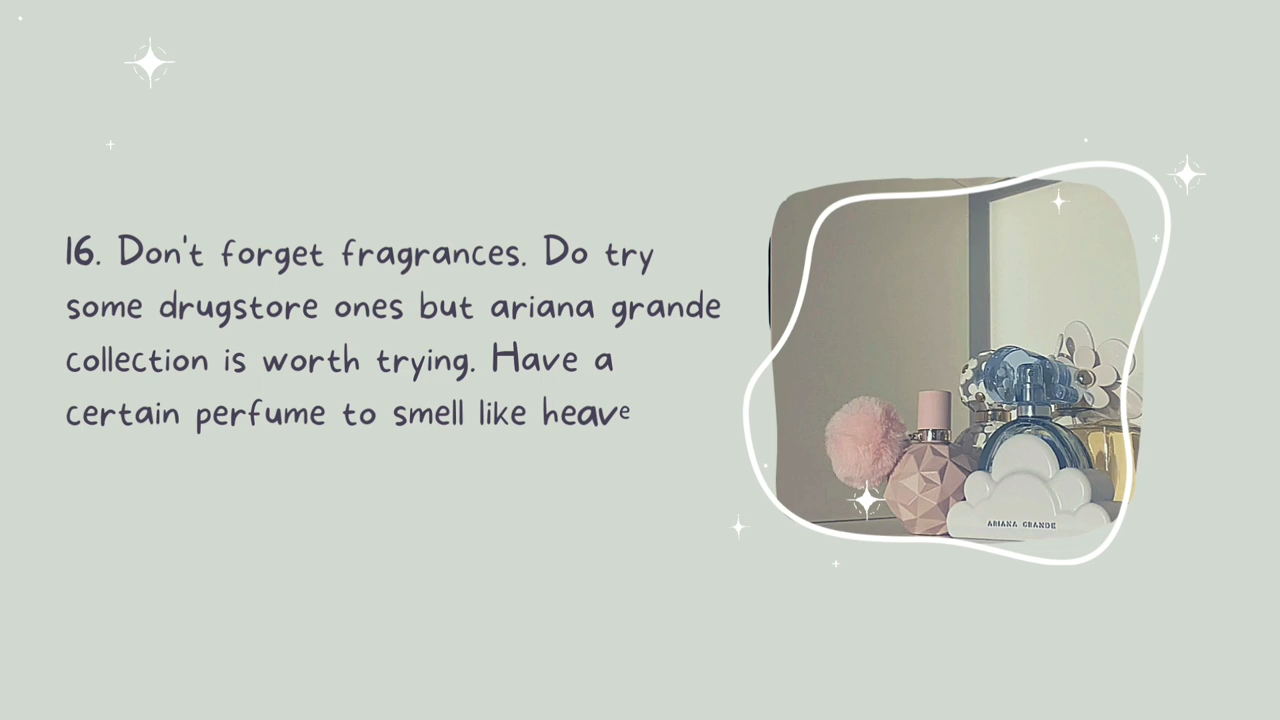 16. Don't forget fragrances. Do try
some drugstore ones but ariana grande
collection is worth trying. Have a
certain perfume to smell like heave
ARIANA GRANDE